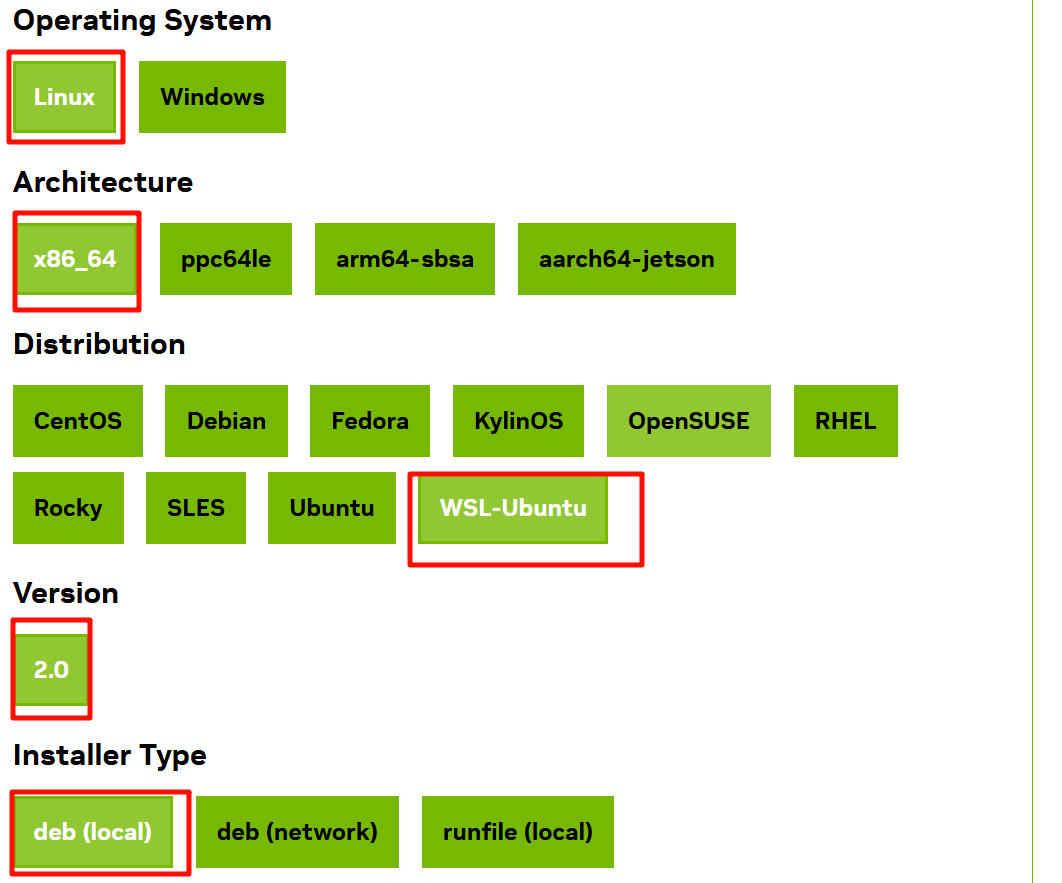 Operating System
Linux Windows
Architecture
x86_64 ppc64le arm64-sbsa aarch64-jetson
Distribution
CentOS Debian Fedora KylinOS OpenSUSE RHEL
Rocky SLES Ubuntu WSL-Ubuntu
Version
2.0
Installer Type
deb (local) deb (network) runfile (local)